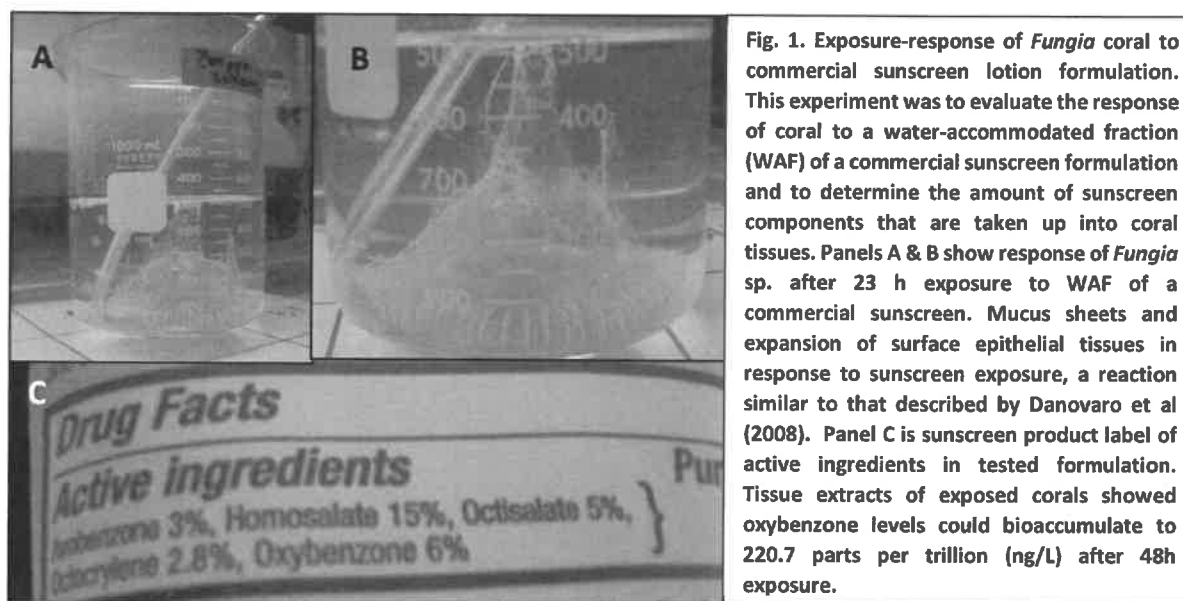 A
B
1000 mL
400
500
500
400
700
C
Drug Facts
Active ingredients
Pur
Avobenzone 3%, Homosalate 15%, Octisalate 5%,
Octocrylene 2.8%, Oxybenzone 6%
Fig. 1. Exposure-response of Fungia coral to
commercial sunscreen lotion formulation.
This experiment was to evaluate the response
of coral to a water-accommodated fraction
(WAF) of a commercial sunscreen formulation
and to determine the amount of sunscreen
components that are taken up into coral
tissues. Panels A & B show response of Fungia
sp. after 23 h exposure to WAF of a
commercial sunscreen. Mucus sheets and
expansion of surface epithelial tissues in
response to sunscreen exposure, a reaction
similar to that described by Danovaro et al
(2008). Panel C is sunscreen product label of
active ingredients in tested formulation.
Tissue extracts of exposed corals showed
oxybenzone levels could bioaccumulate to
220.7 parts per trillion (ng/L) after 48h
exposure.